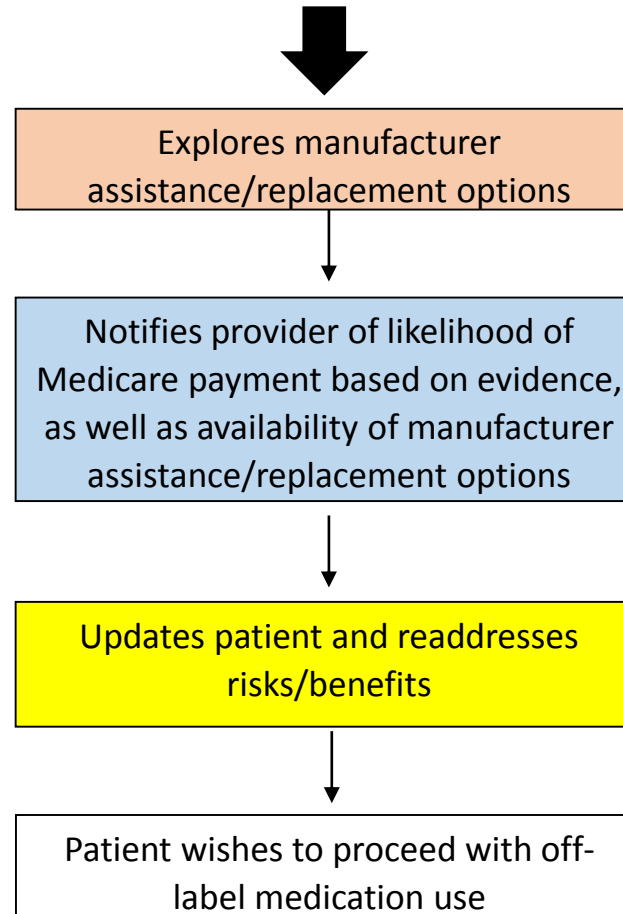 Explores manufacturer
assistance/replacement options
Notifies provider of likelihood of
Medicare payment based on evidence,
as well as availability of manufacturer
assistance/replacement options
Updates patient and readdresses
risks/benefits
Patient wishes to proceed with off-
label medication use